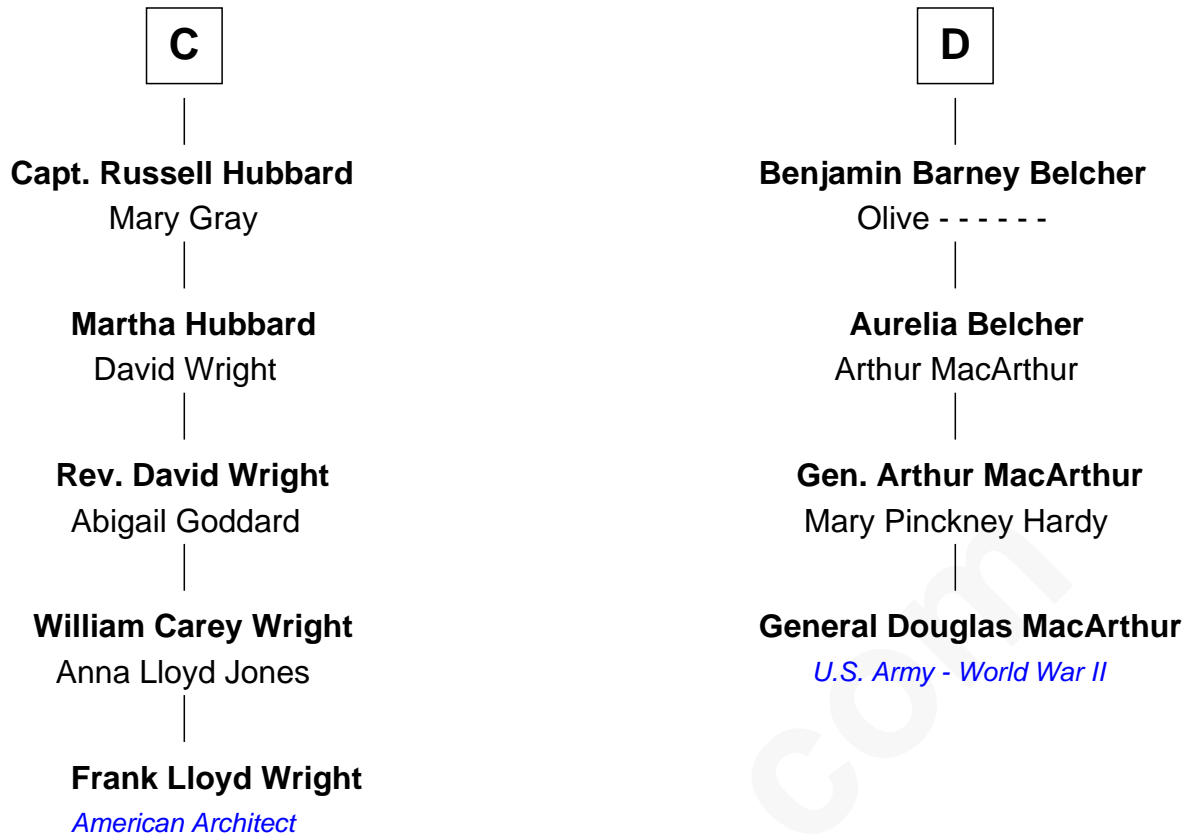 C
Capt. Russell Hubbard
Mary Gray
Martha Hubbard
David Wright
Rev. David Wright
Abigail Goddard
William Carey Wright
Anna Lloyd Jones
Frank Lloyd Wright
American Architect
D
Benjamin Barney Belcher
Olive - - - - - -
Aurelia Belcher
Arthur MacArthur
Gen. Arthur MacArthur
Mary Pinckney Hardy
General Douglas MacArthur
U.S. Army - World War II
com